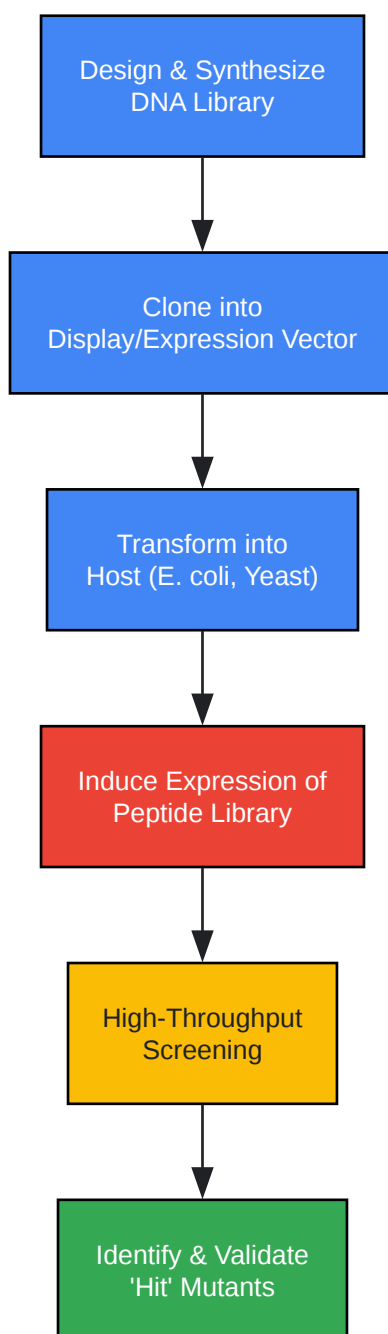 Design & Synthesize
DNA Library
Clone into
Display/Expression Vector
Transform into
Host (E. coli, Yeast)
Induce Expression of
Peptide Library
High-Throughput
Screening
Identify & Validate
'Hit' Mutants